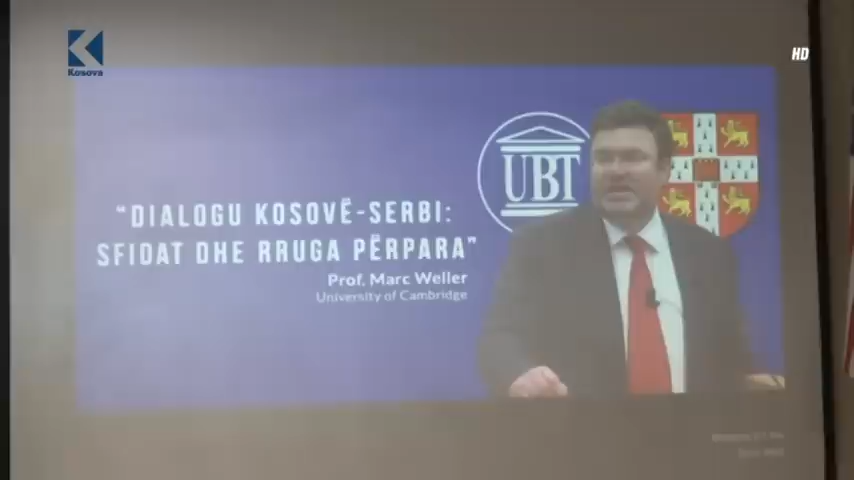 Kosova
HD
UBT
“DIALOGU KOSOVË-SERBI:
SFIDAT DHE RRUGA PËRPARA”
Prof. Marc Weller
University of Cambridge